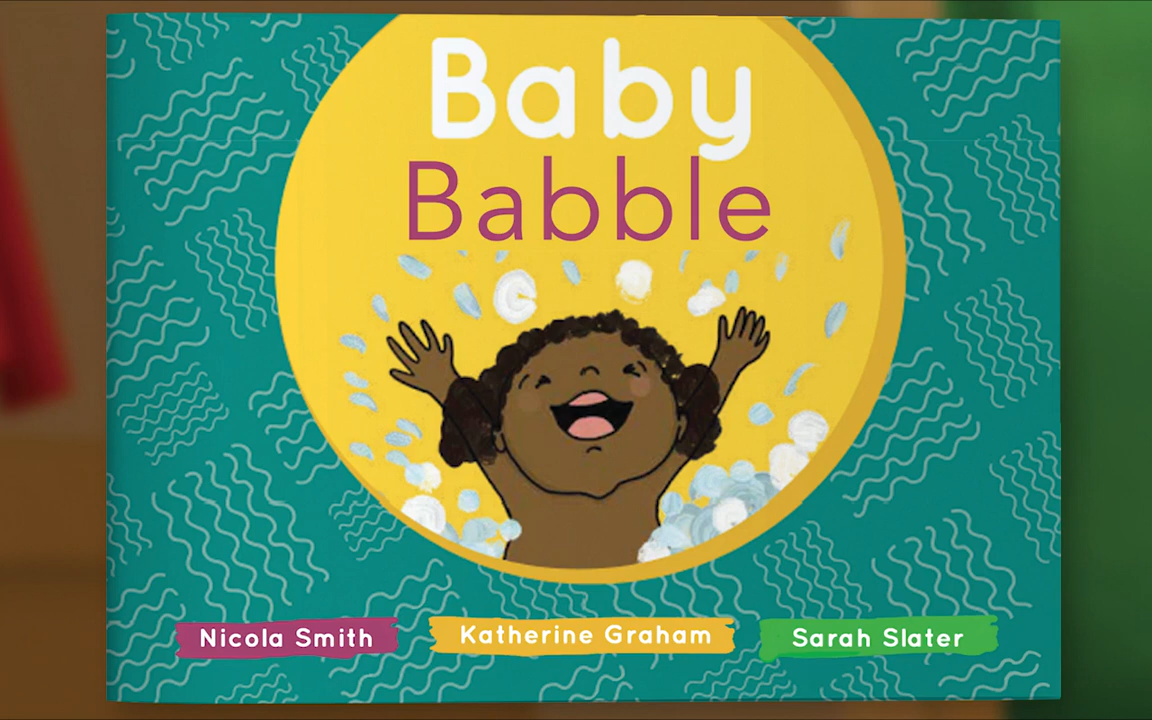 Baby
Babble
Nicola Smith
Katherine Graham
Sarah Slater